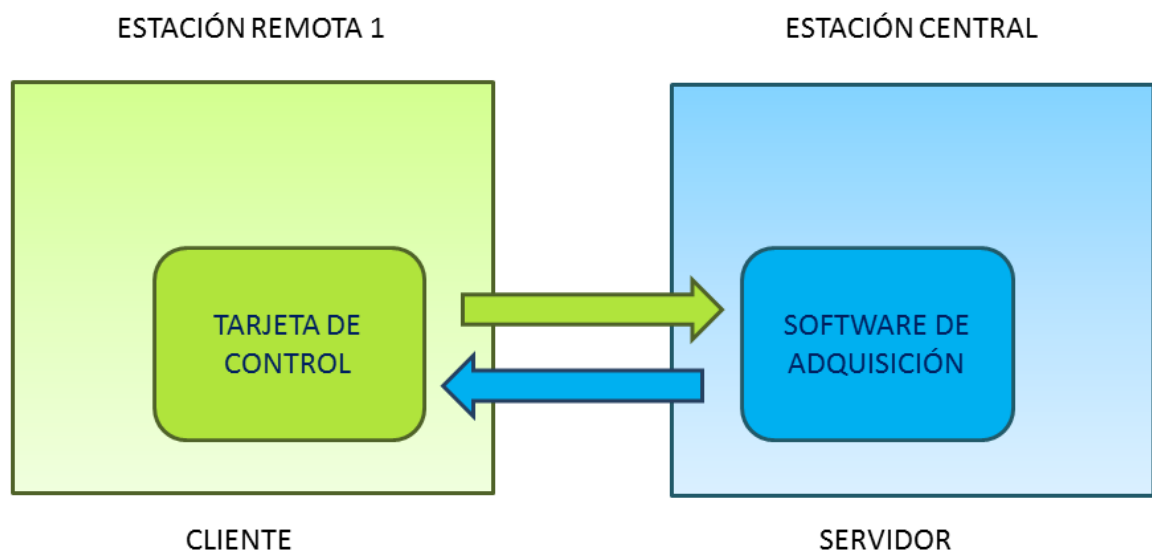 ESTACIÓN REMOTA 1
ESTACIÓN CENTRAL
TARJETA DE
CONTROL
SOFTWARE DE
ADQUISICIÓN
CLIENTE
SERVIDOR